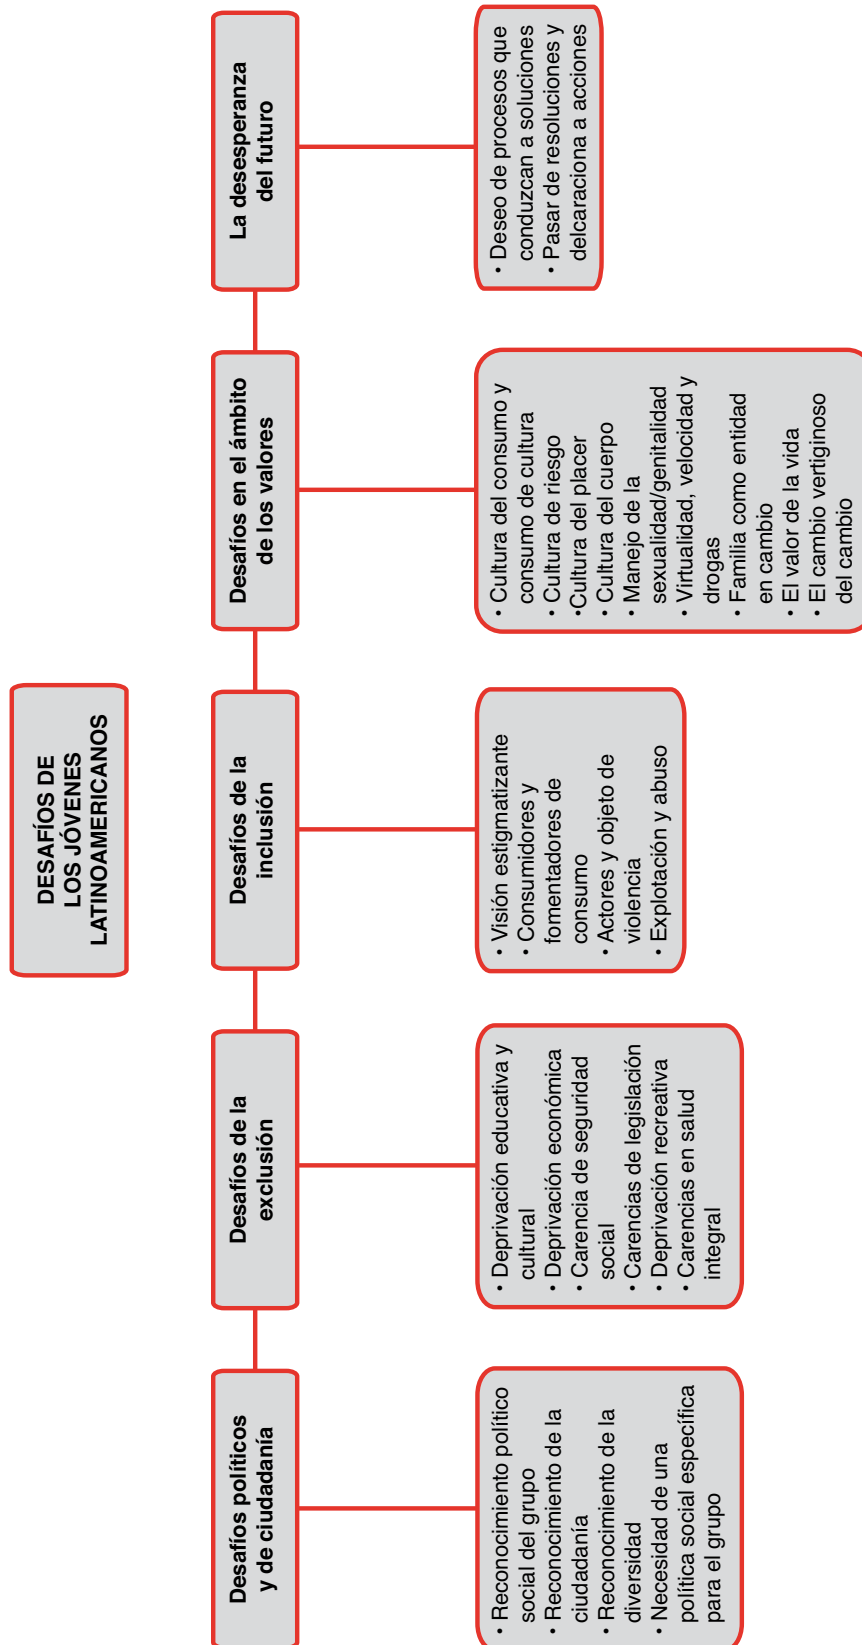 DESAFÍOS DE
LOS JÓVENES
LATINOAMERICANOS
Desafíos políticos
y de ciudadanía
• Reconocimiento político
social del grupo
• Reconocimiento de la
ciudadanía
• Reconocimiento de la
diversidad
• Necesidad de una
política social específica
para el grupo
Desafíos de la
exclusión
• Deprivación educativa y
cultural
• Deprivación económica
• Carencia de seguridad
social
• Carencias de legislación
• Deprivación recreativa
• Carencias en salud
integral
Desafíos de la
inclusión
• Visión estigmatizante
• Consumidores y
fomentadores de
consumo
• Actores y objeto de
violencia
• Explotación y abuso
Desafíos en el ámbito
de los valores
• Cultura del consumo y
consumo de cultura
• Cultura de riesgo
•Cultura del placer
• Cultura del cuerpo
• Manejo de la
sexualidad/genitalidad
• Virtualidad, velocidad y
drogas
• Familia como entidad
en cambio
• El valor de la vida
• El cambio vertiginoso
del cambio
La desesperanza
del futuro
• Deseo de procesos que
conduzcan a soluciones
• Pasar de resoluciones y
delcaraciona a acciones